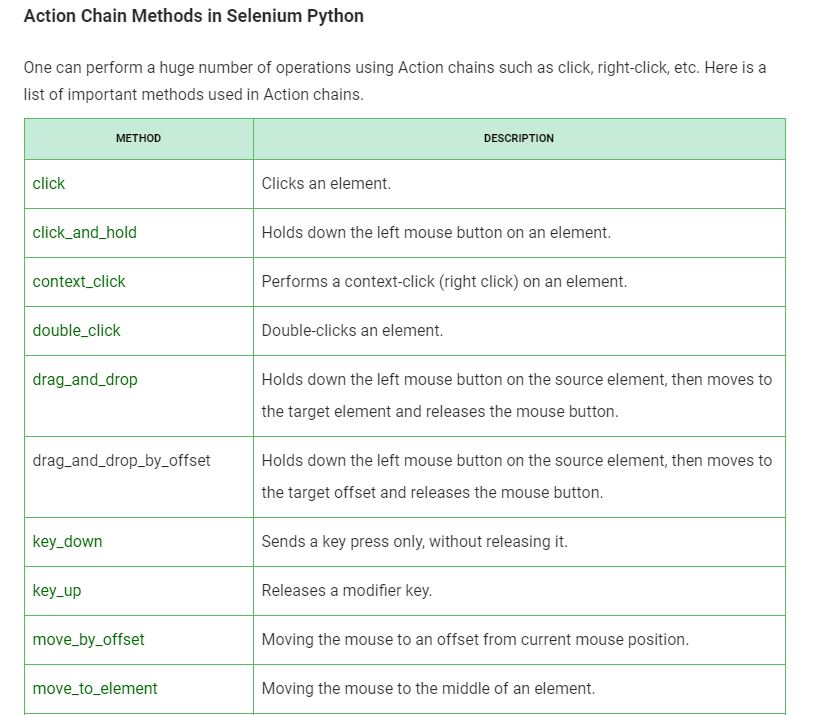 Action Chain Methods in Selenium Python
One can perform a huge number of operations using Action chains such as click, right-click, etc. Here is a
list of important methods used in Action chains.
METHOD DESCRIPTION
click Clicks an element.
click_and_hold Holds down the left mouse button on an element.
context_click Performs a context-click (right click) on an element.
double_click Double-clicks an element.
drag_and_drop Holds down the left mouse button on the source element, then moves to
the target element and releases the mouse button.
drag_and_drop_by_offset Holds down the left mouse button on the source element, then moves to
the target offset and releases the mouse button.
key_down Sends a key press only, without releasing it.
key_up Releases a modifier key.
move_by_offset Moving the mouse to an offset from current mouse position.
move_to_element Moving the mouse to the middle of an element.